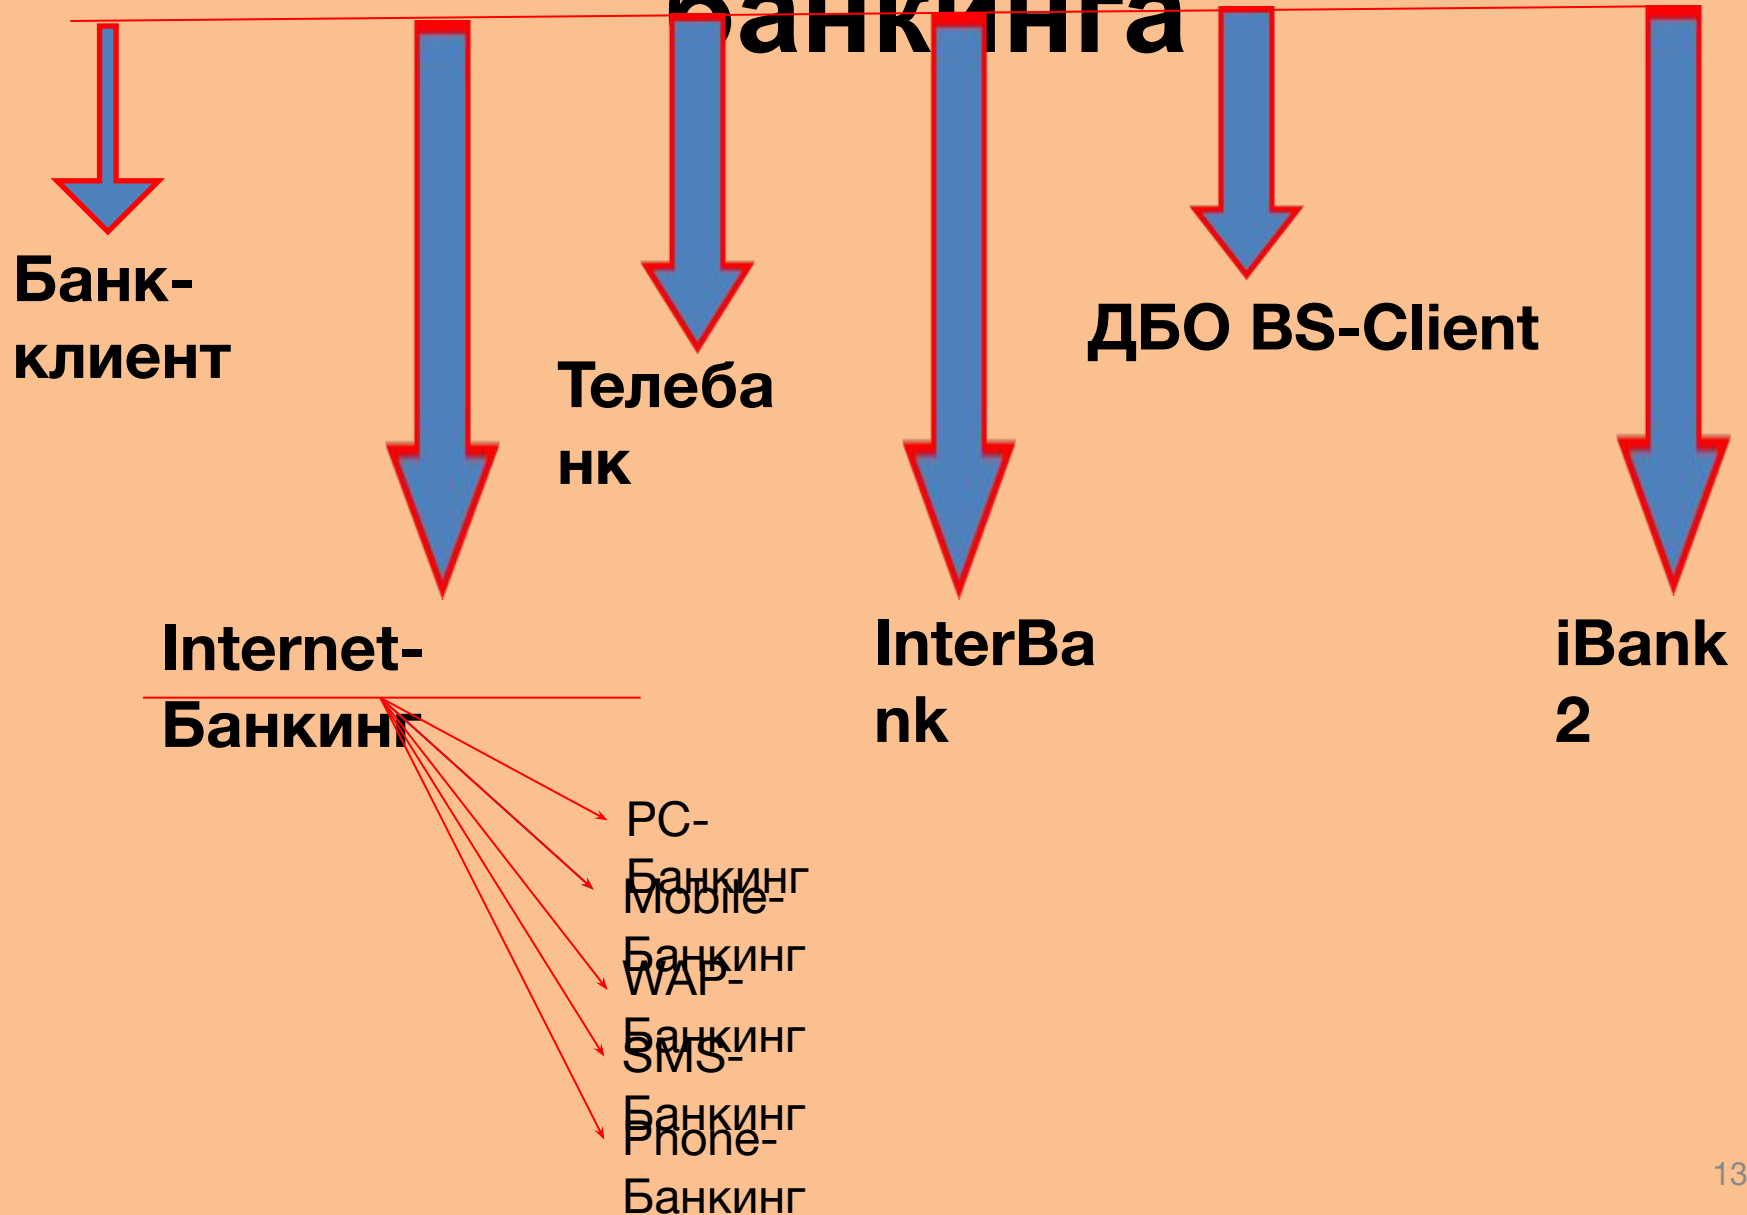 банкинга
Банк-
клиент
Телеба
нк
ДБО BS-Client
Internet-
Банкинг
InterBa
nk
iBank
2
PC-
Банкинг
Mobile-
Банкинг
WAP-
Банкинг
SMS-
Банкинг
Phone-
Банкинг
13